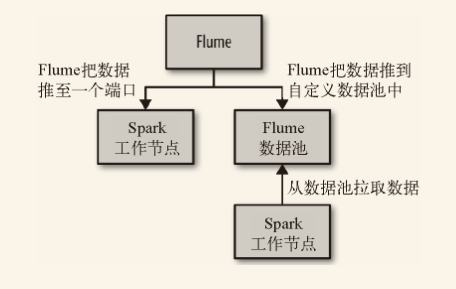 Flume
Flume把数据
推至一个端口
Flume把数据推到
自定义数据池中
Spark
工作节点
Flume
数据池
从数据池拉取数据
Spark
工作节点